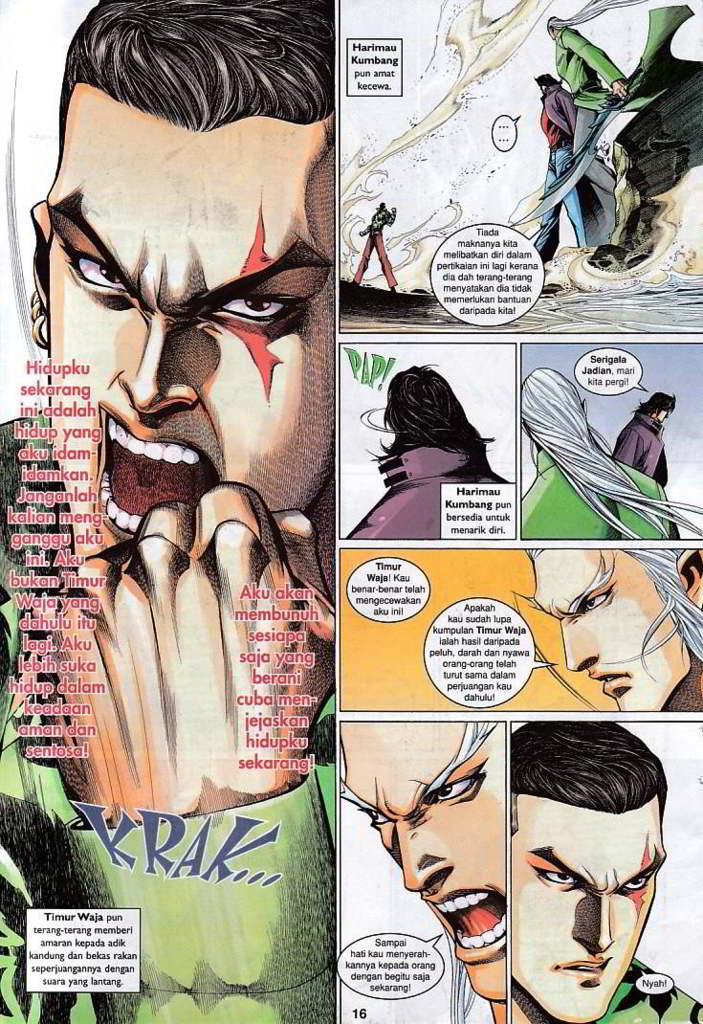 Hidupku
sekarang
ini adalah
hidup yang
aku idam-
idamkan.
Janganlah
kalian meng-
ganggu aku
ini. Aku
bukan Timur
Waja yang
dahulu itu
lagi. Aku
lebih suka
hidup dalam
keadaan
aman dan
sentosa!
Aku akan
membunuh
sesiapa
saja yang
berani
cuba men-
jejaskan
hidupku
sekarang!
KRAK...
Timur Waja pun
terang-terang memberi
amaran kepada adik
kandung dan bekas rakan
seperjuangannya dengan
suara yang lantang.
Harimau
Kumbang
pun amat
kecewa.
...
...
Tiada
maknanya kita
melibatkan diri dalam
pertikaian ini lagi kerana
dia dah terang-terang
menyatakan dia tidak
memerlukan bantuan
daripada kita!
PAP!
Harimau
Kumbang pun
bersedia untuk
menarik diri.
Serigala
Jadian, mari
kita pergi!
Timur
Waja! Kau
benar-benar telah
mengecewakan
aku ini!
Apakah
kau sudah lupa
kumpulan Timur Waja
ialah hasil daripada
peluh, darah dan nyawa
orang-orang telah
turut sama dalam
perjuangan kau
dahulu!
Sampai
hati kau menyerah-
kannya kepada orang
dengan begitu saja
sekarang!
Nyah!
16